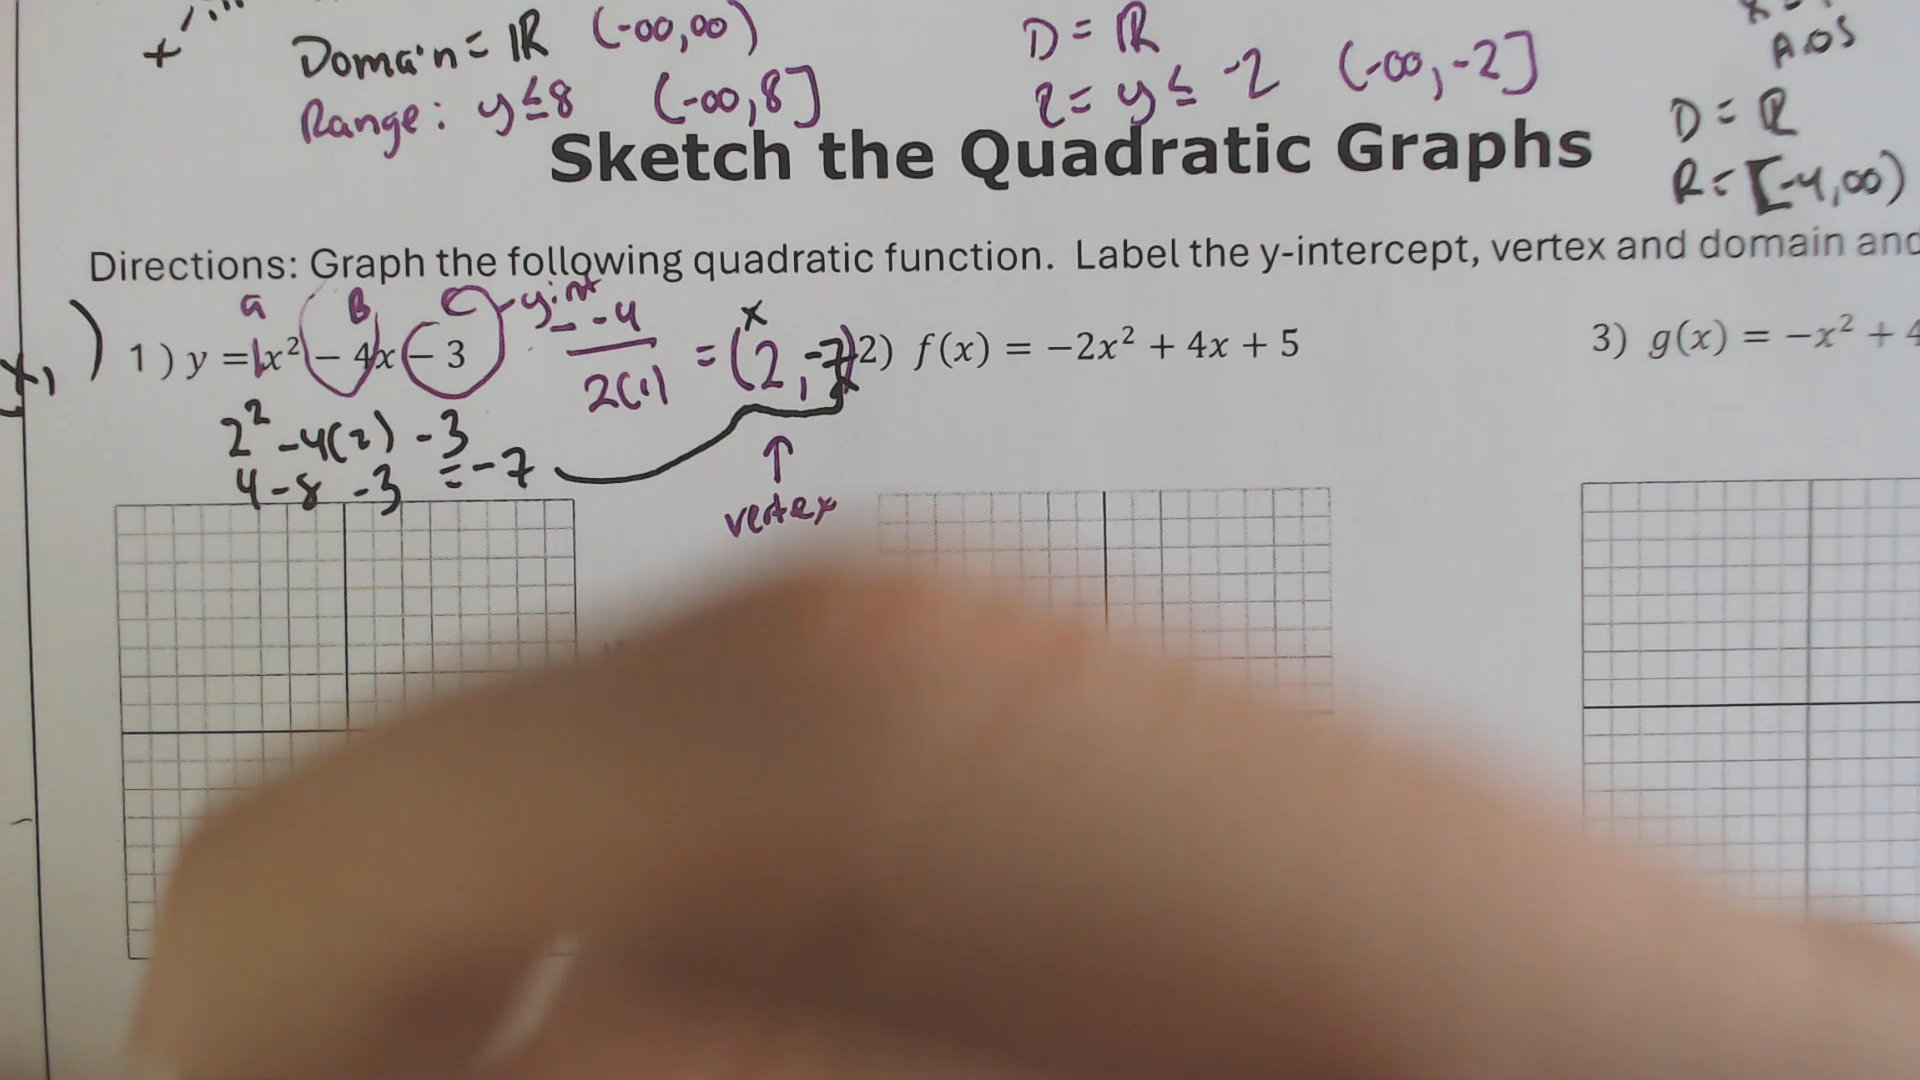 Domain = ℝ (-∞,∞)
Range: y≤8 (-∞,8]
D = ℝ
R= y≤ -2 (-∞,-2]
AOS
D = ℝ
R= [-4,∞)
Sketch the Quadratic Graphs
Directions: Graph the following quadratic function. Label the y-intercept, vertex and domain and
a B C y-int
1) y = 1x² − 4x − 3
- -4 / 2(1) = (2, -7)
x
2² -4(2) -3
4-8 -3 = -7
↑
vertex
2) f(x) = −2x² + 4x + 5
3) g(x) = −x² + 4